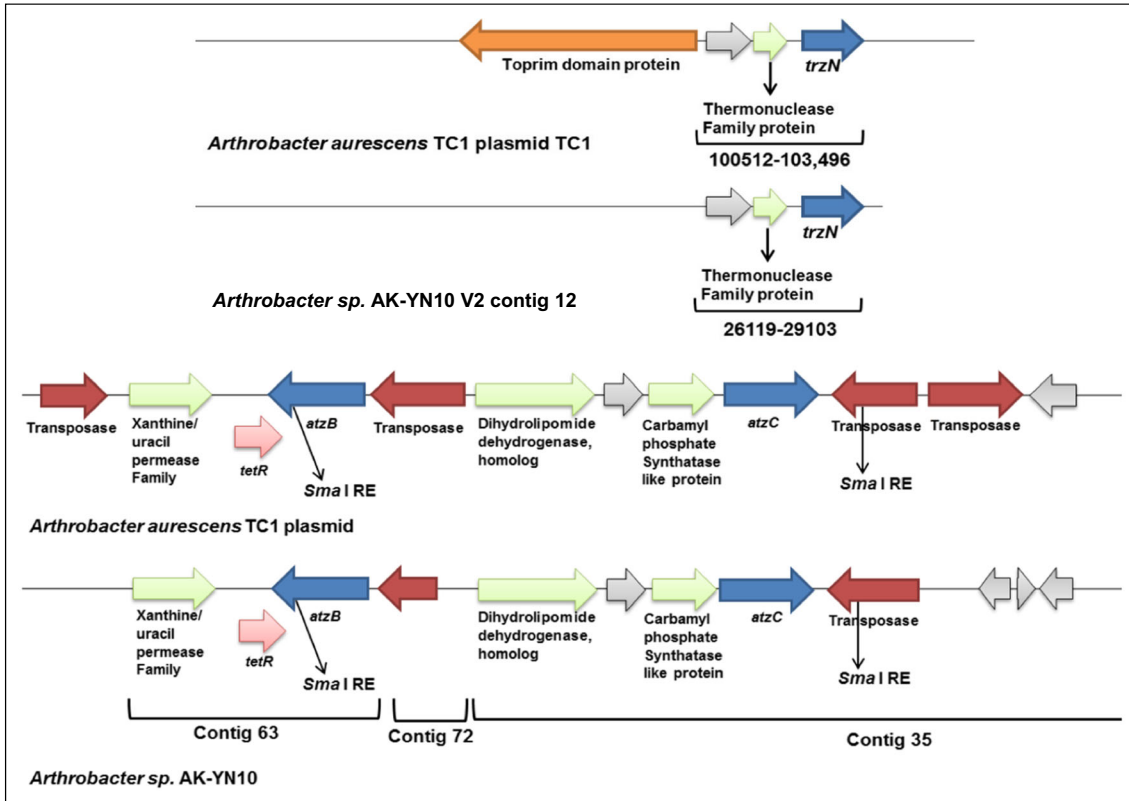 Toprim domain protein
trzN
Thermonuclease
Family protein
Arthrobacter aurescens TC1 plasmid TC1
100512-103,496
trzN
Thermonuclease
Family protein
Arthrobacter sp. AK-YN10 V2 contig 12
26119-29103
Transposase
Xanthine/
uracil
permease
Family
tetR
atzB
Sma I RE
Transposase
Dihydrolipomide
dehydrogenase,
homolog
Carbamyl
phosphate
Synthatase
like protein
atzC
Transposase
Sma I RE
Transposase
Arthrobacter aurescens TC1 plasmid
Xanthine/
uracil
permease
Family
tetR
atzB
Sma I RE
Dihydrolipomide
dehydrogenase,
homolog
Carbamyl
phosphate
Synthatase
like protein
atzC
Transposase
Sma I RE
Contig 63
Contig 72
Contig 35
Arthrobacter sp. AK-YN10